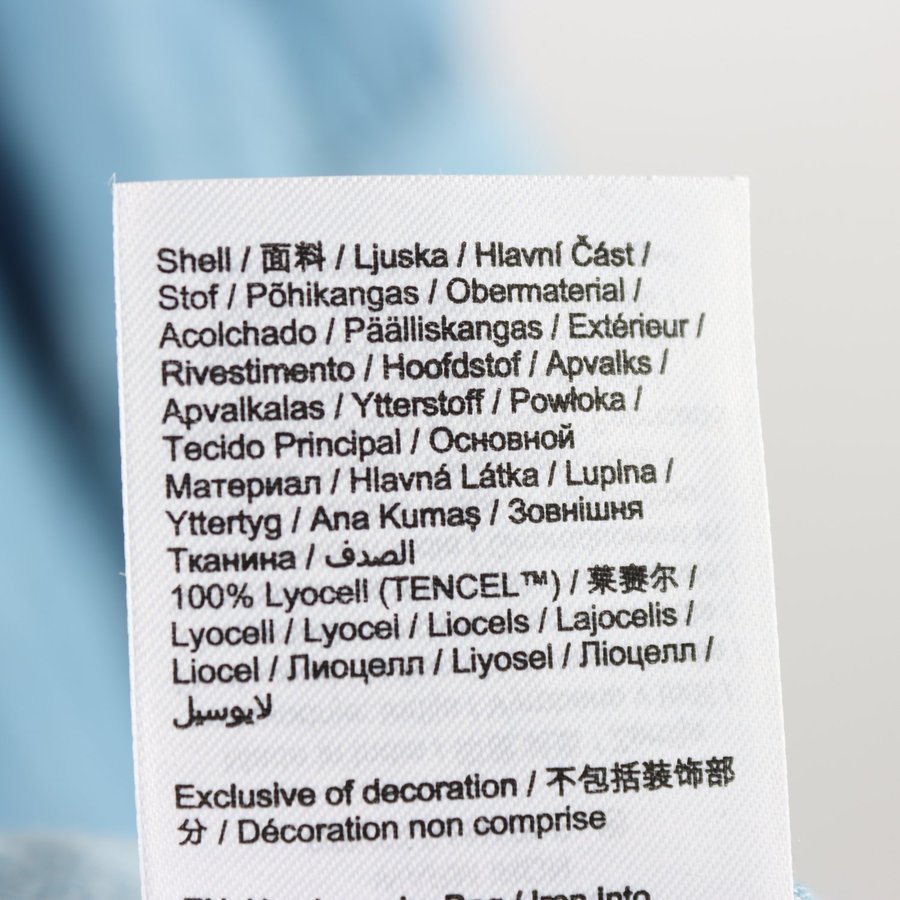 Shell / 面料 / Ljuska / Hlavní Část /
Stof / Põhikangas / Obermaterial /
Acolchado / Päälliskangas / Extérieur /
Rivestimento / Hoofdstof / Apvalks /
Apvalkalas / Ytterstoff / Powłoka /
Tecido Principal / Основной
Материал / Hlavná Látka / Lupina /
Yttertyg / Ana Kumaş / Зовнішня
Тканина / الصدف
100% Lyocell (TENCEL™) / 莱赛尔 /
Lyocell / Lyocel / Liocels / Lajocelis /
Liocel / Лиоцелл / Liyosel / Ліоцелл /
لايوسيل
Exclusive of decoration / 不包括装饰部
分 / Décoration non comprise
Bag / Iron Into